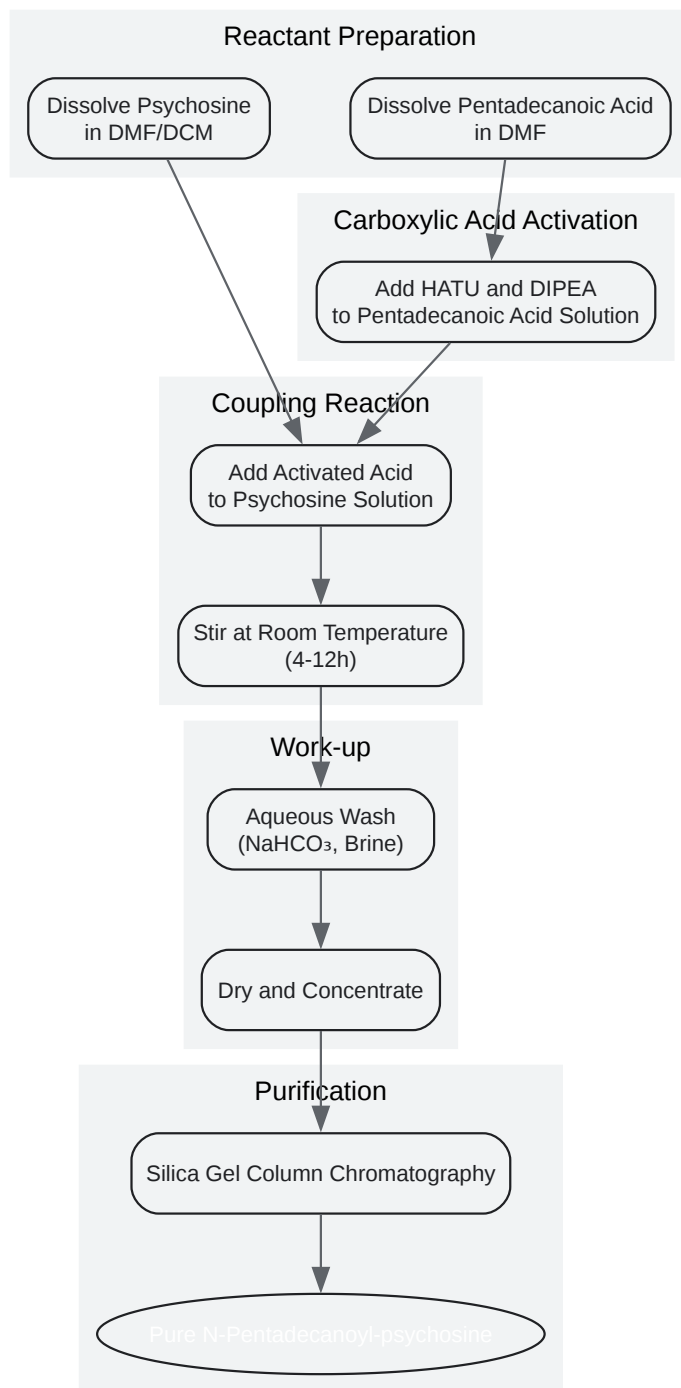 Reactant Preparation
Dissolve Psychosine
in DMF/DCM
Dissolve Pentadecanoic Acid
in DMF
Carboxylic Acid Activation
Add HATU and DIPEA
to Pentadecanoic Acid Solution
Coupling Reaction
Add Activated Acid
to Psychosine Solution
Stir at Room Temperature
(4-12h)
Work-up
Aqueous Wash
(NaHCO₃, Brine)
Dry and Concentrate
Purification
Silica Gel Column Chromatography
Pure N-Pentadecanoyl-psychosine